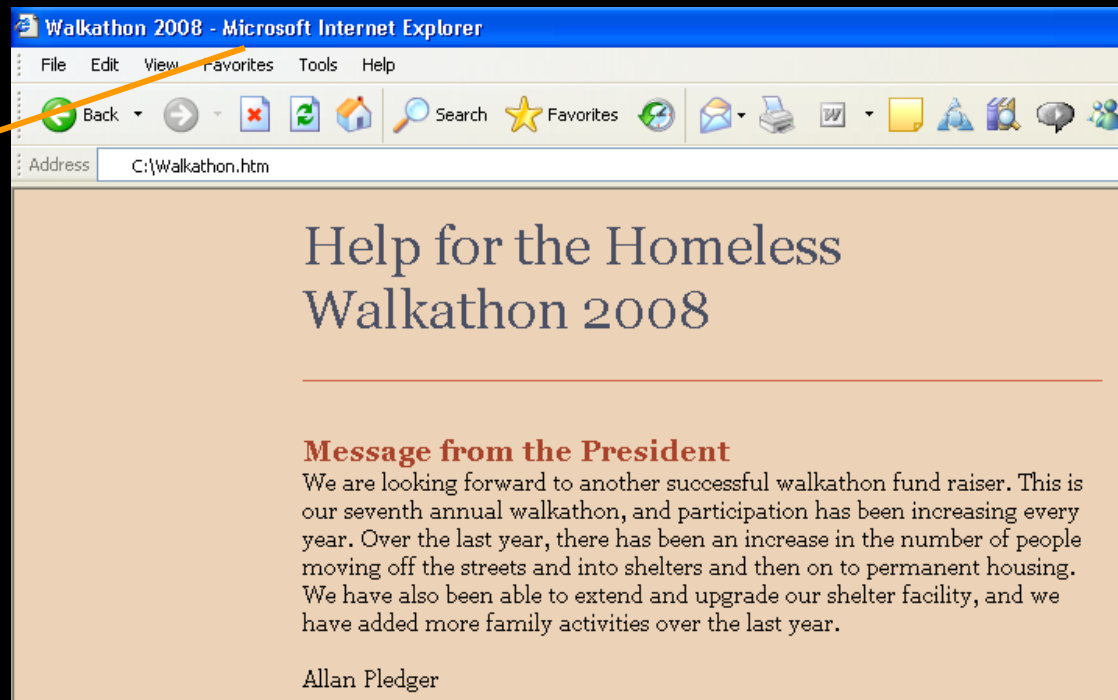 Walkathon 2008 - Microsoft Internet Explorer
File Edit View Favorites Tools Help
Back Search Favorites
Address C:\Walkathon.htm
Help for the Homeless
Walkathon 2008
Message from the President
We are looking forward to another successful walkathon fund raiser. This is
our seventh annual walkathon, and participation has been increasing every
year. Over the last year, there has been an increase in the number of people
moving off the streets and into shelters and then on to permanent housing.
We have also been able to extend and upgrade our shelter facility, and we
have added more family activities over the last year.
Allan Pledger